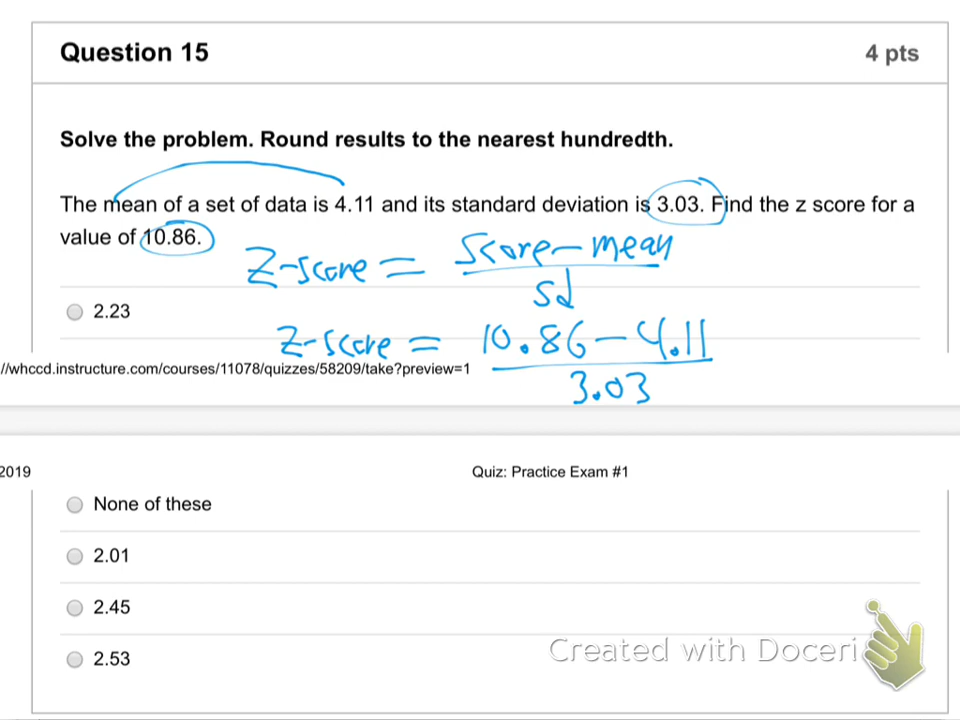 Question 15 4 pts
Solve the problem. Round results to the nearest hundredth.
The mean of a set of data is 4.11 and its standard deviation is 3.03. Find the z score for a
value of 10.86.
Z-score = score - mean
sd
2.23
Z-score = 10.86 - 4.11
3.03
//whccd.instructure.com/courses/11078/quizzes/58209/take?preview=1
2019 Quiz: Practice Exam #1
None of these
2.01
2.45
2.53
Created with Doceri